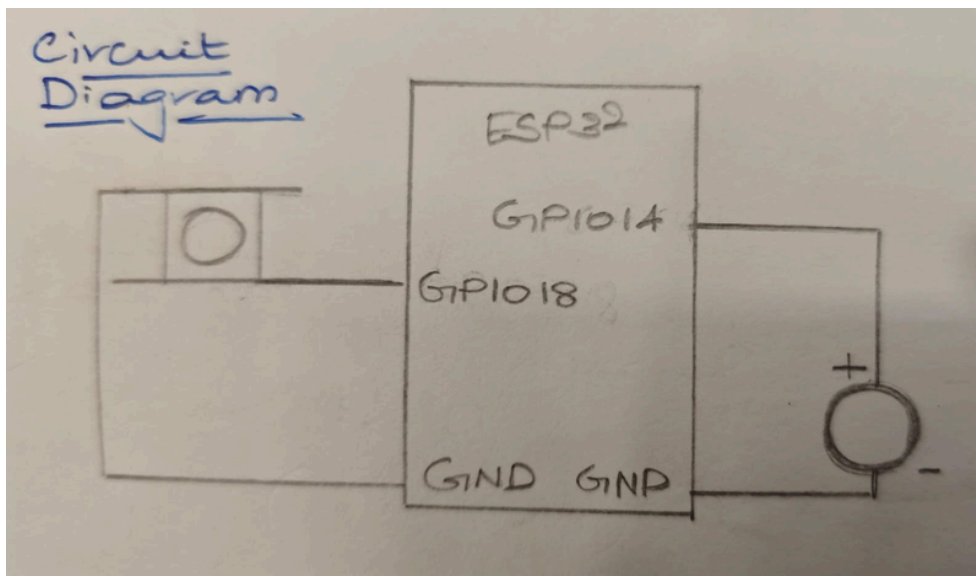 Circuit
Diagram
ESP32
GPIO14
GPIO18
+
GND GND -